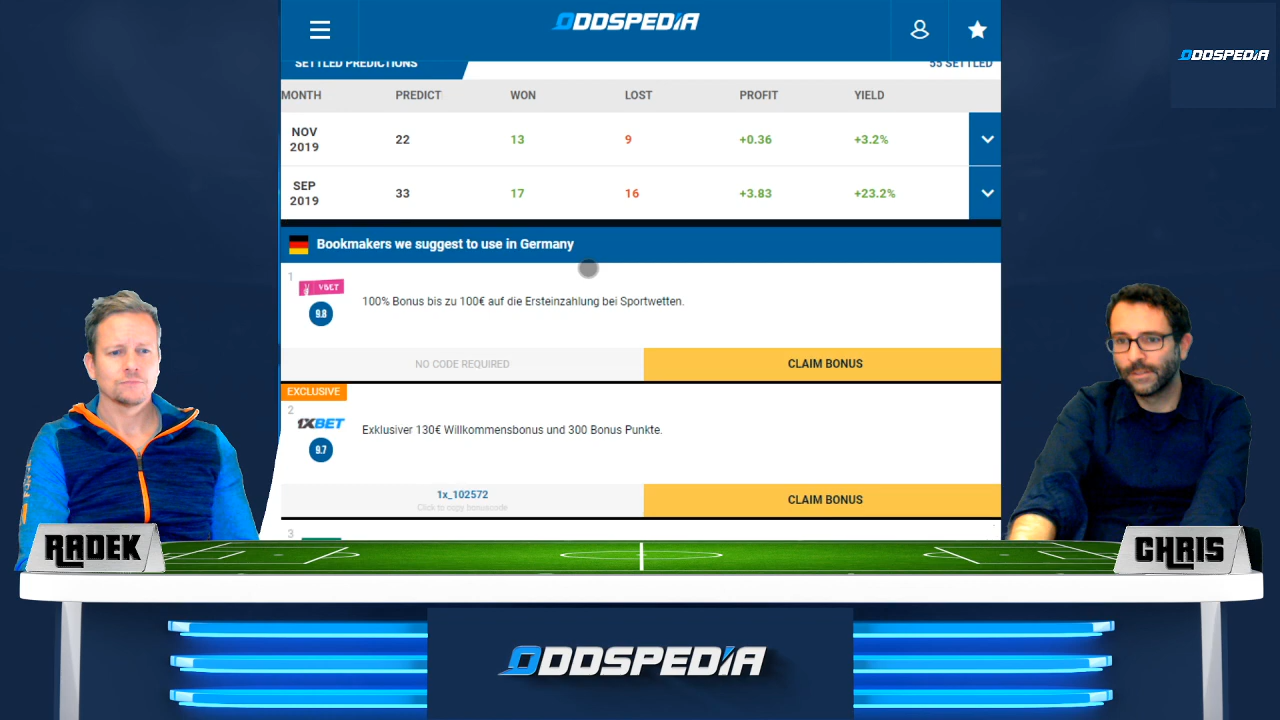 ODDSPEDIA
ODDSPEDIA
SETTLED PREDICTIONS 55 SETTLED
MONTH PREDICT WON LOST PROFIT YIELD
NOV
2019 22 13 9 +0.36 +3.2%
SEP
2019 33 17 16 +3.83 +23.2%
Bookmakers we suggest to use in Germany
1
VBET
100% Bonus bis zu 100€ auf die Ersteinzahlung bei Sportwetten.
9.8
NO CODE REQUIRED CLAIM BONUS
EXCLUSIVE
2
1XBET
Exklusiver 130€ Willkommensbonus und 300 Bonus Punkte.
9.7
1x_102572
Click to copy bonuscode
CLAIM BONUS
3
RADEK
CHRIS
ODDSPEDIA